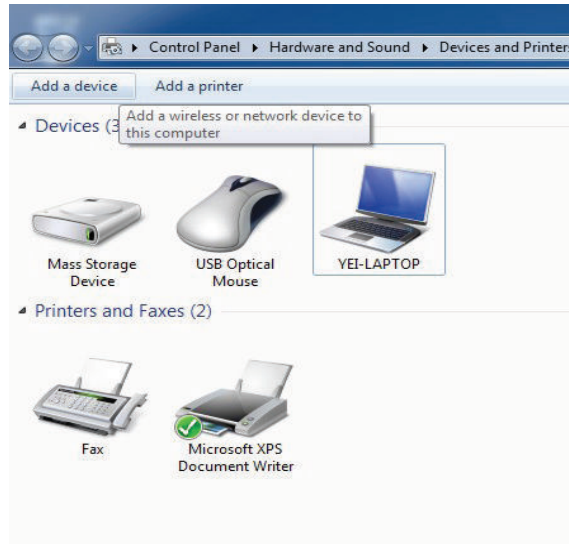 Control Panel ▸ Hardware and Sound ▸ Devices and Printers
Add a device Add a printer
Add a wireless or network device to
this computer
Devices (3
Mass Storage
Device
USB Optical
Mouse
YEI-LAPTOP
Printers and Faxes (2)
Fax
Microsoft XPS
Document Writer